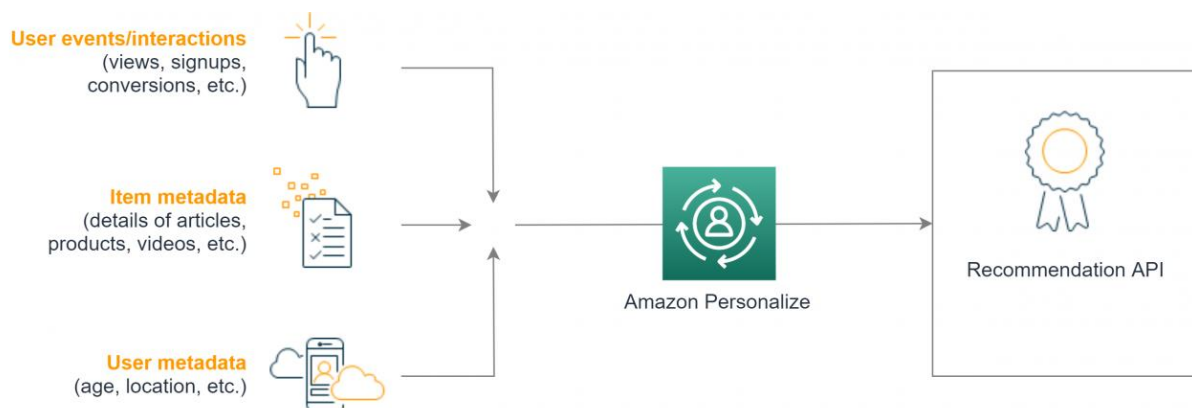 User events/interactions
(views, signups,
conversions, etc.)
Item metadata
(details of articles,
products, videos, etc.)
User metadata
(age, location, etc.)
Amazon Personalize
Recommendation API